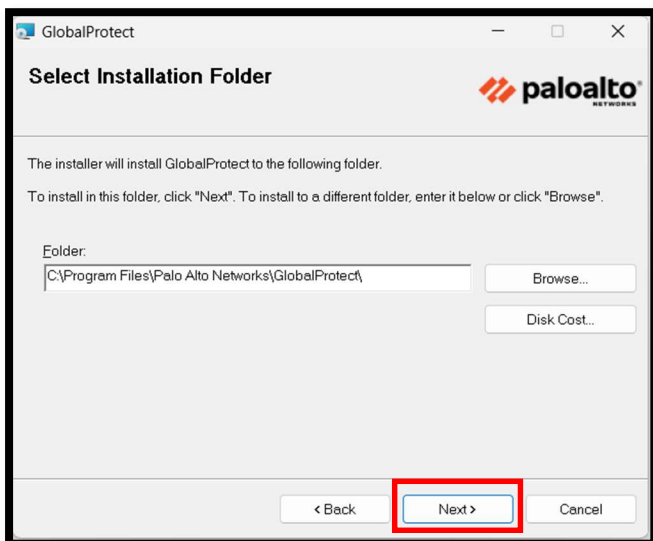 GlobalProtect
Select Installation Folder
paloalto
NETWORKS
The installer will install GlobalProtect to the following folder.
To install in this folder, click "Next". To install to a different folder, enter it below or click "Browse".
Folder:
C:\Program Files\Palo Alto Networks\GlobalProtect\
Browse...
Disk Cost...
< Back
Next >
Cancel